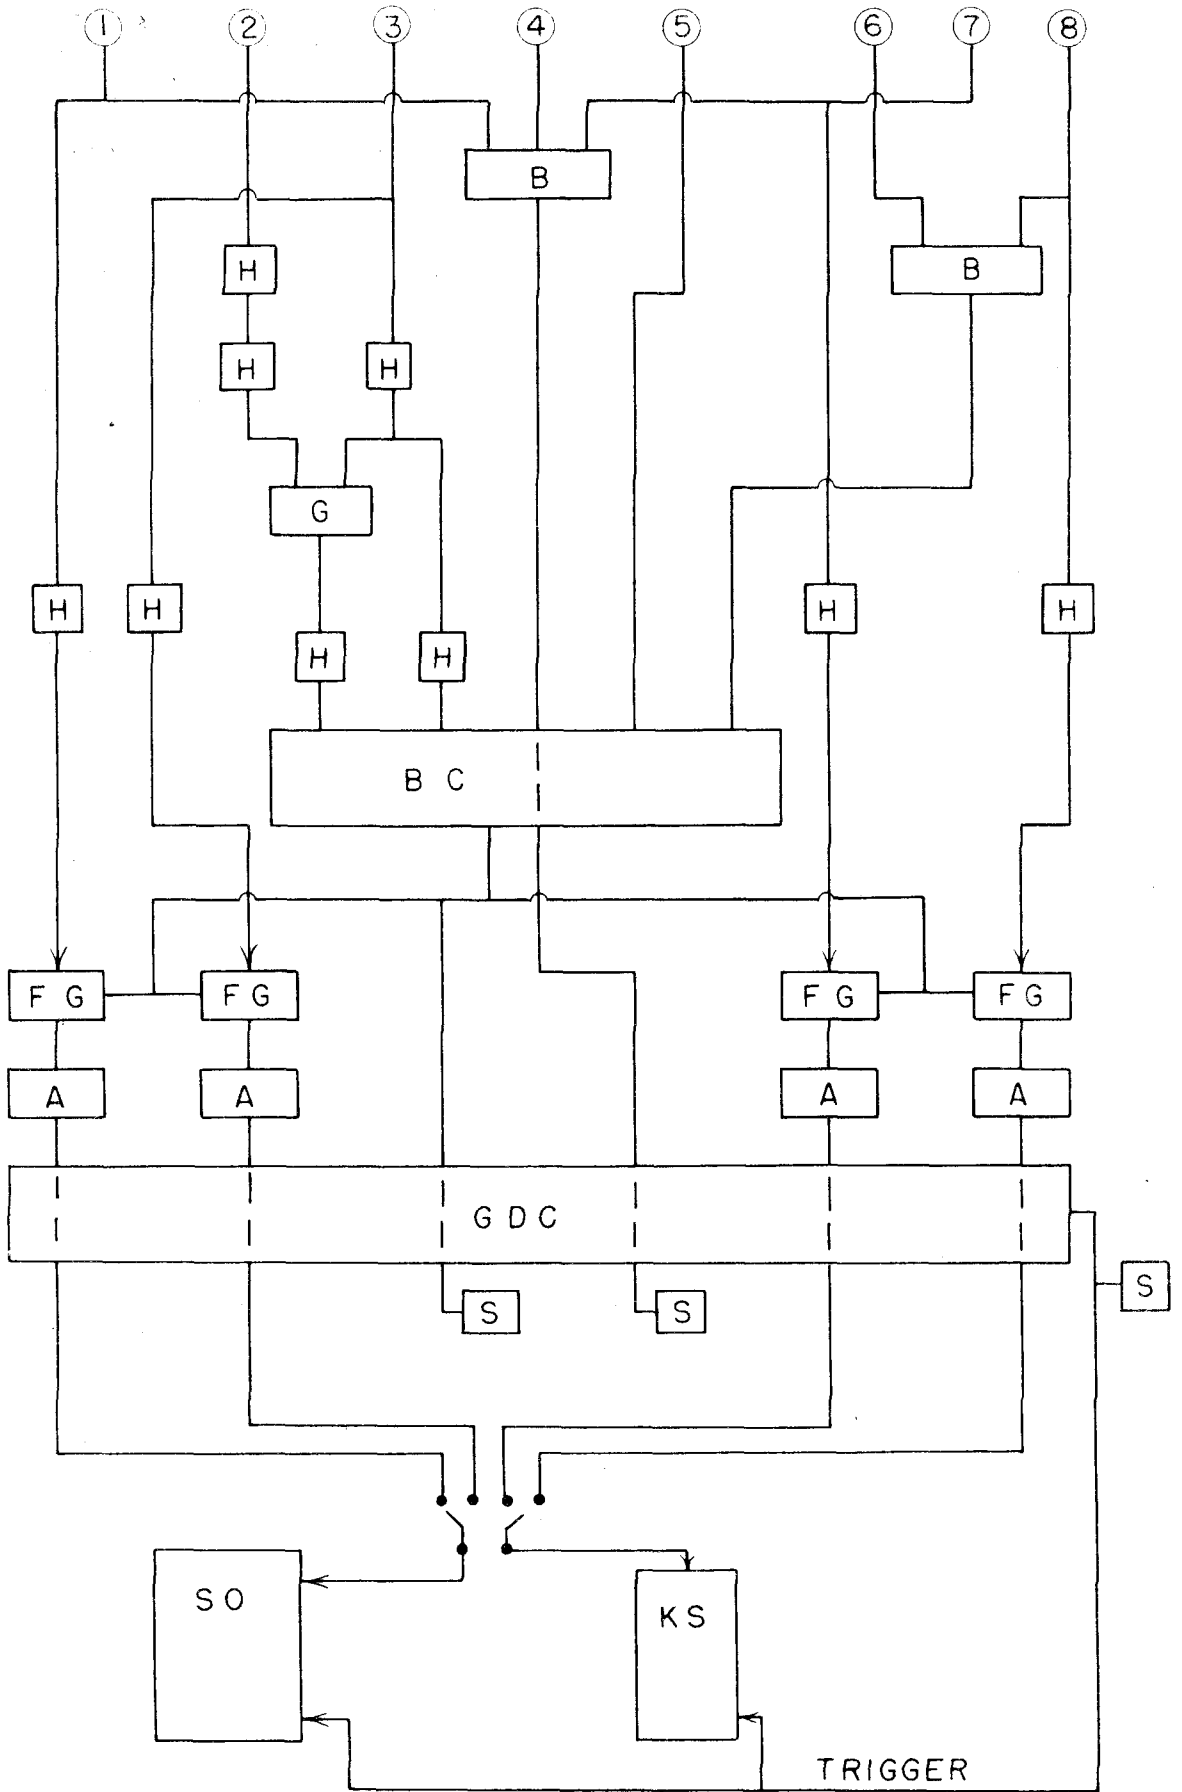 1 2 3 4 5 6 7 8
B
H B
H H
G
H H H H
H H
B C
F G F G F G F G
A A A A
G D C
S
S S
S O
K S
TRIGGER